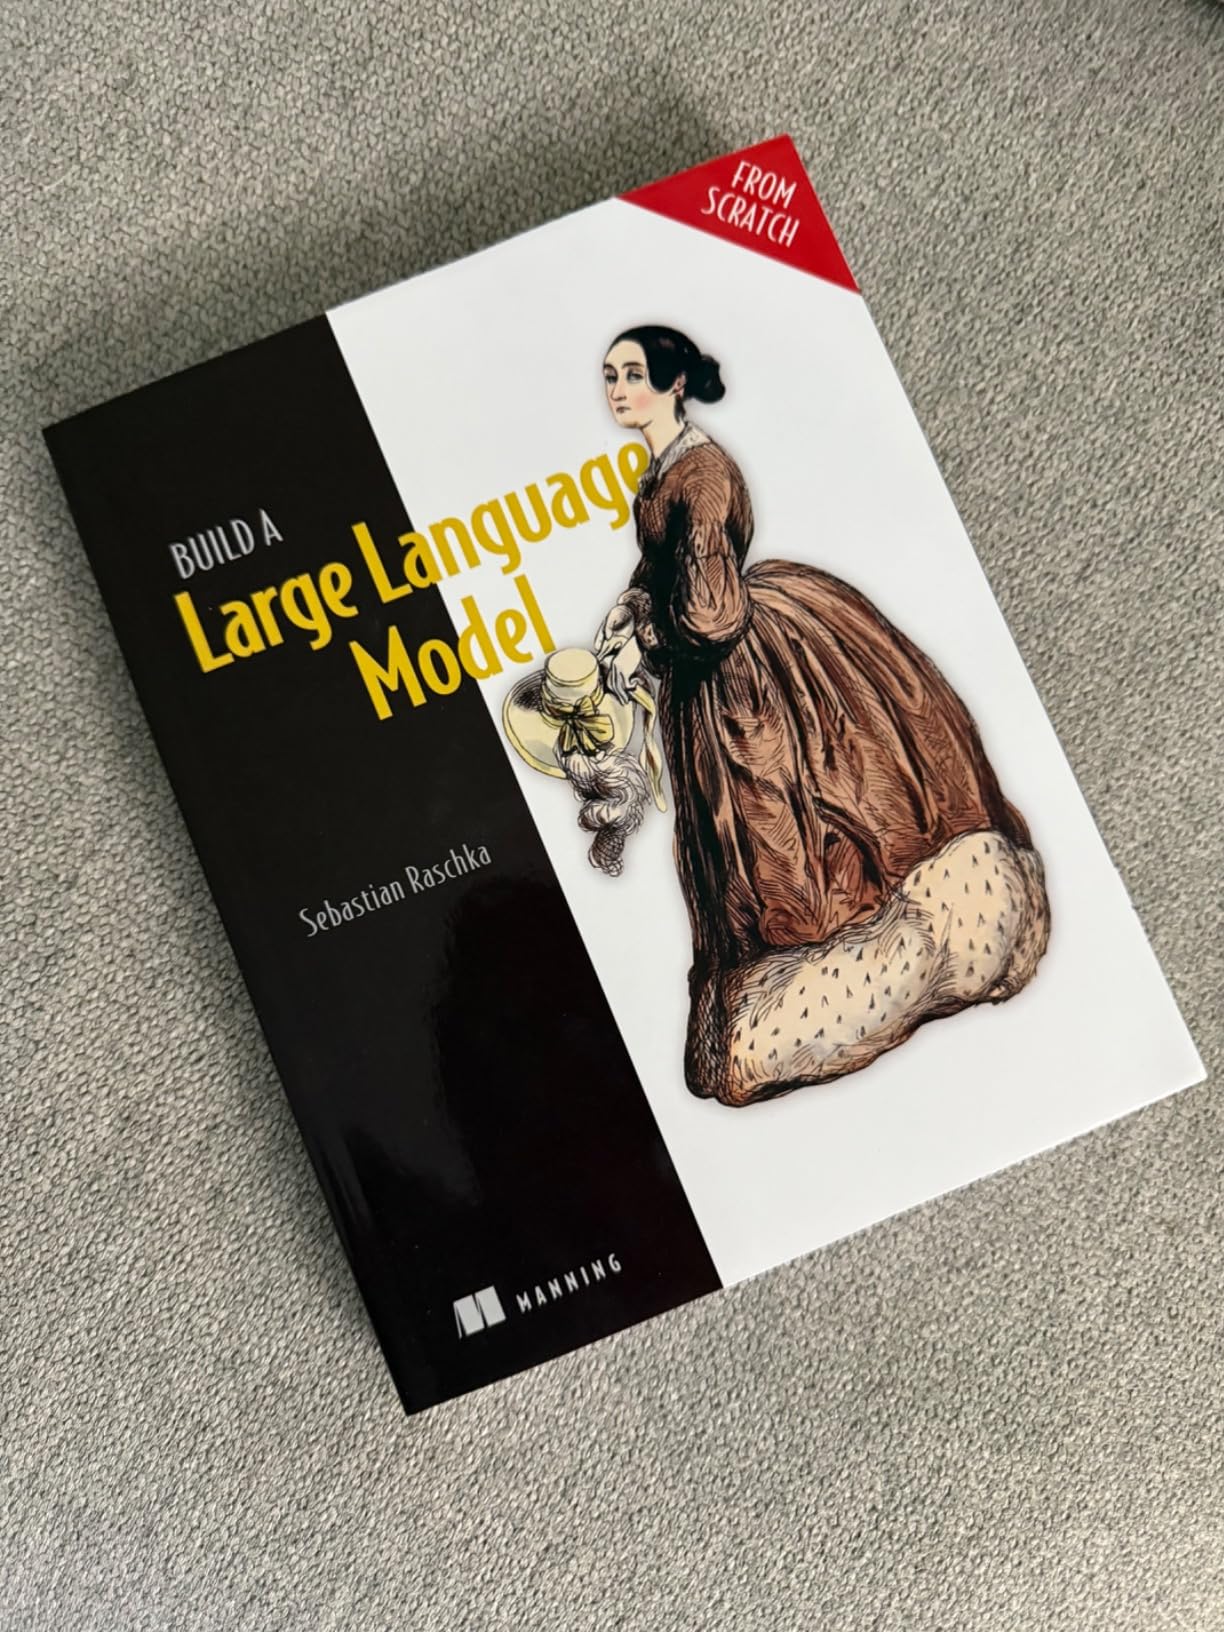 FROM
SCRATCH
BUILD A
Large Language
Model
Sebastian Raschka
MANNING